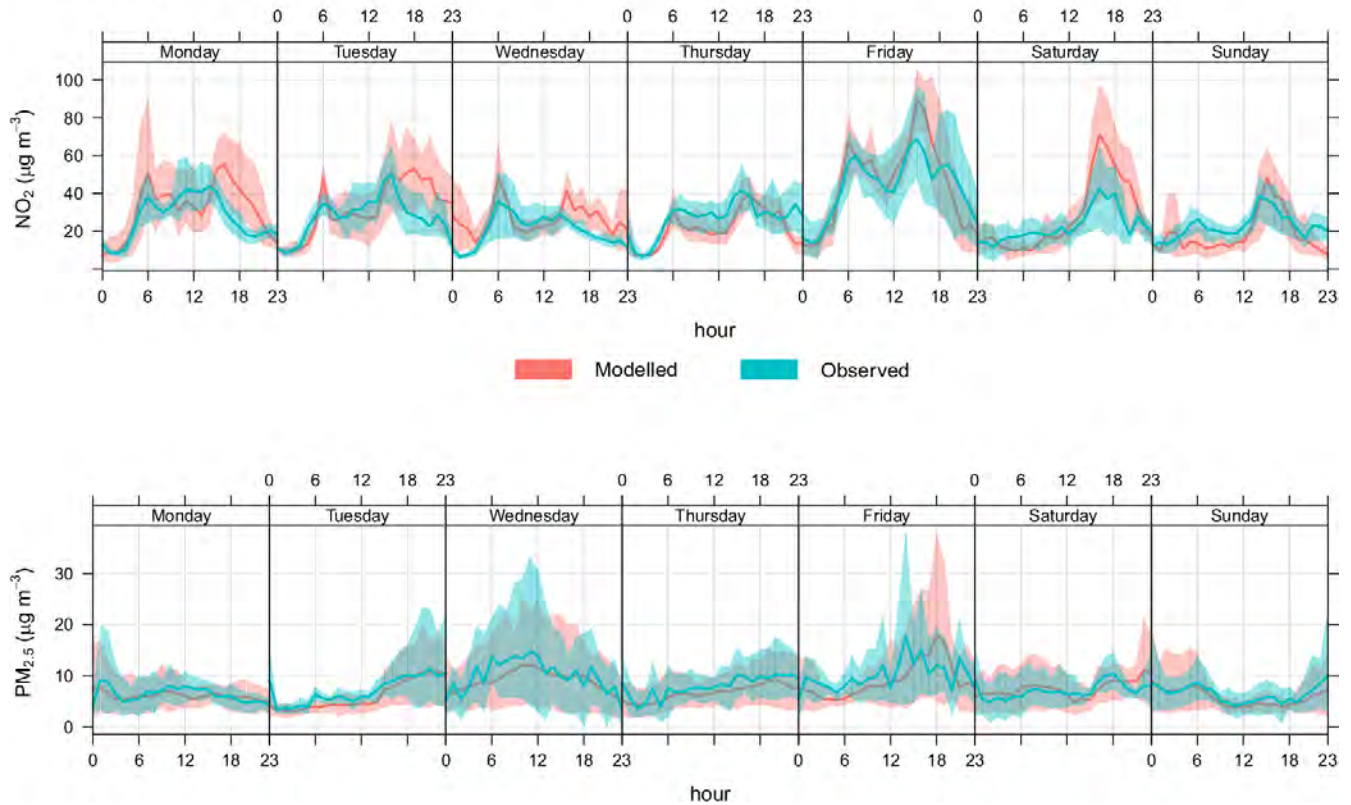 0 6 12 18 23 0 6 12 18 23 0 6 12 18 23
Monday Tuesday Wednesday Thursday Friday Saturday Sunday
100
80
60
40
20
NO₂ (μg m⁻³)
0 6 12 18 23 0 6 12 18 23 0 6 12 18 23 0 6 12 18 23
hour
Modelled Observed
0 6 12 18 23 0 6 12 18 23 0 6 12 18 23
Monday Tuesday Wednesday Thursday Friday Saturday Sunday
30
20
10
0
PM₂.₅ (μg m⁻³)
0 6 12 18 23 0 6 12 18 23 0 6 12 18 23 0 6 12 18 23
hour